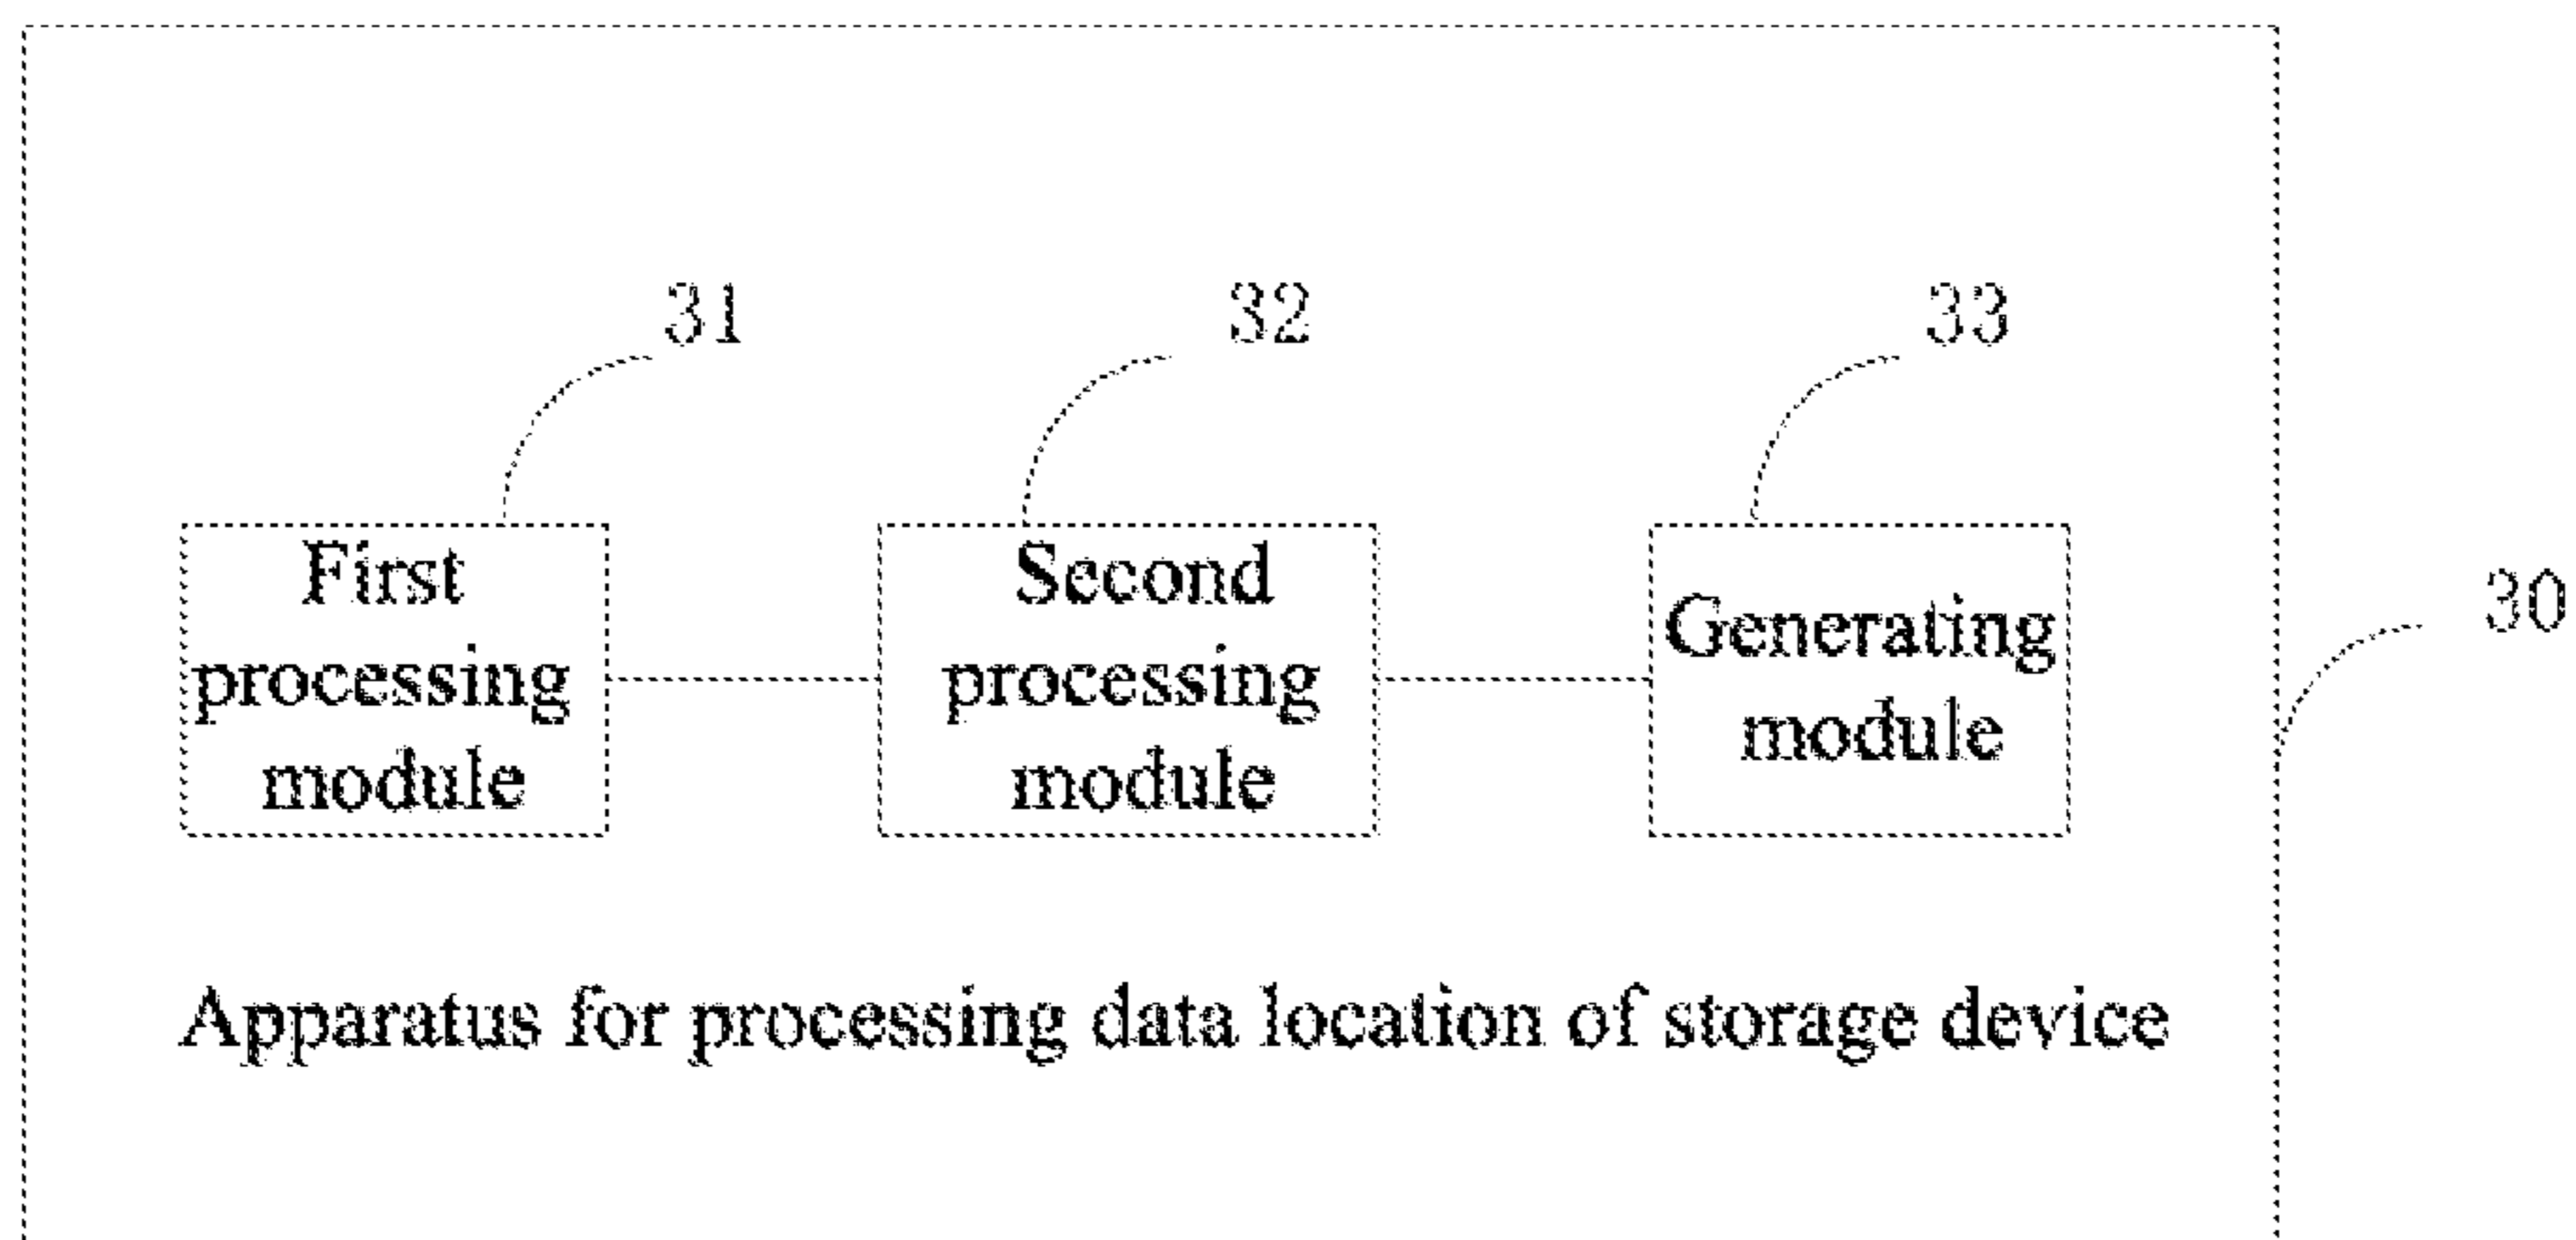 31
32
33
First
processing
module
Second
processing
module
Generating
module
30
Apparatus for processing data location of storage device